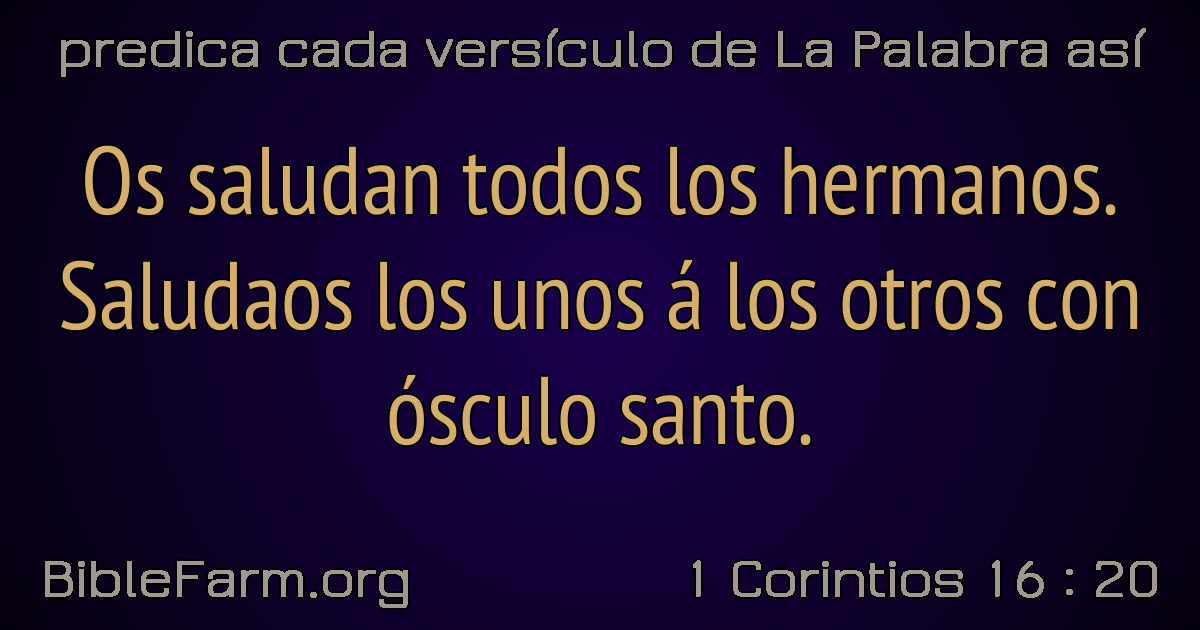 predica cada versículo de La Palabra así
Os saludan todos los hermanos.
Saludaos los unos á los otros con
ósculo santo.
BibleFarm.org
1 Corintios 16 : 20